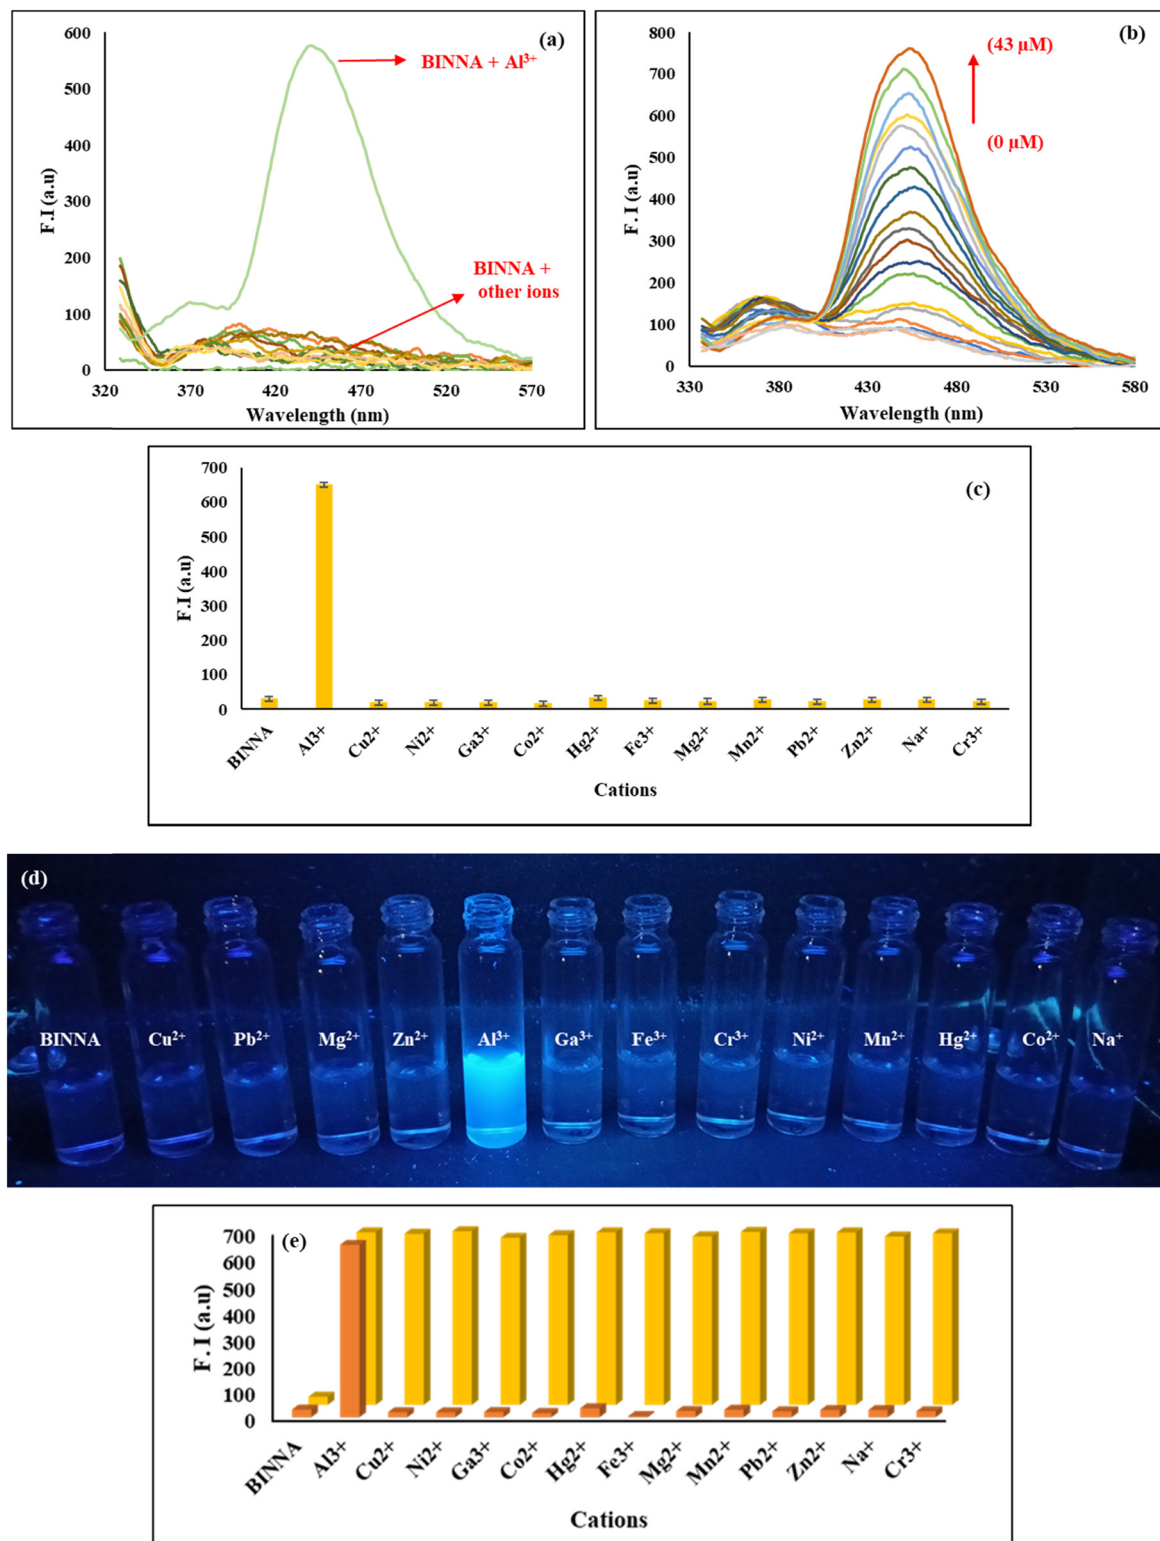 (a)
600
500
400
300
200
100
0
F.I (a.u)
BINNA + Al³⁺
BINNA +
other ions
320 370 420 470 520 570
Wavelength (nm)
(b)
800
700
600
500
400
300
200
100
0
F. I (a.u)
(43 µM)
(0 µM)
330 380 430 480 530 580
Wavelength (nm)
(c)
700
600
500
400
300
200
100
0
F.I (a.u)
BINNA Al3+ Cu2+ Ni2+ Ga3+ Co2+ Hg2+ Fe3+ Mg2+ Mn2+ Pb2+ Zn2+ Na+ Cr3+
Cations
(d)
BINNA Cu²⁺ Pb²⁺ Mg²⁺ Zn²⁺ Al³⁺ Ga³⁺ Fe³⁺ Cr³⁺ Ni²⁺ Mn²⁺ Hg²⁺ Co²⁺ Na⁺
(e)
700
600
500
400
300
200
100
0
F. I (a.u)
BINNA Al3+ Cu2+ Ni2+ Ga3+ Co2+ Hg2+ Fe3+ Mg2+ Mn2+ Pb2+ Zn2+ Na+ Cr3+
Cations